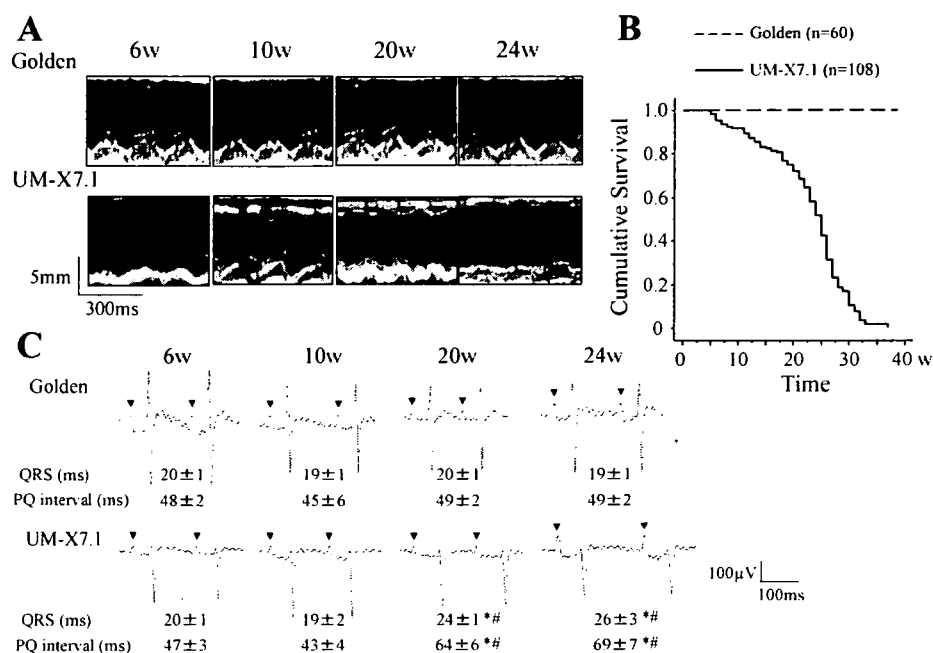 A
6w 10w 20w 24w
Golden
UM-X7.1
5mm
300ms
B
Golden (n=60)
UM-X7.1 (n=108)
Cumulative Survival
1.0
0.8
0.6
0.4
0.2
0
0 10 20 30 40 w
Time
C
6w 10w 20w 24w
Golden
QRS (ms) 20±1 19±1 20±1 19±1
PQ interval (ms) 48±2 45±6 49±2 49±2
UM-X7.1
100μV
100ms
QRS (ms) 20±1 19±2 24±1 *# 26±3 *#
PQ interval (ms) 47±3 43±4 64±6 *# 69±7 *#